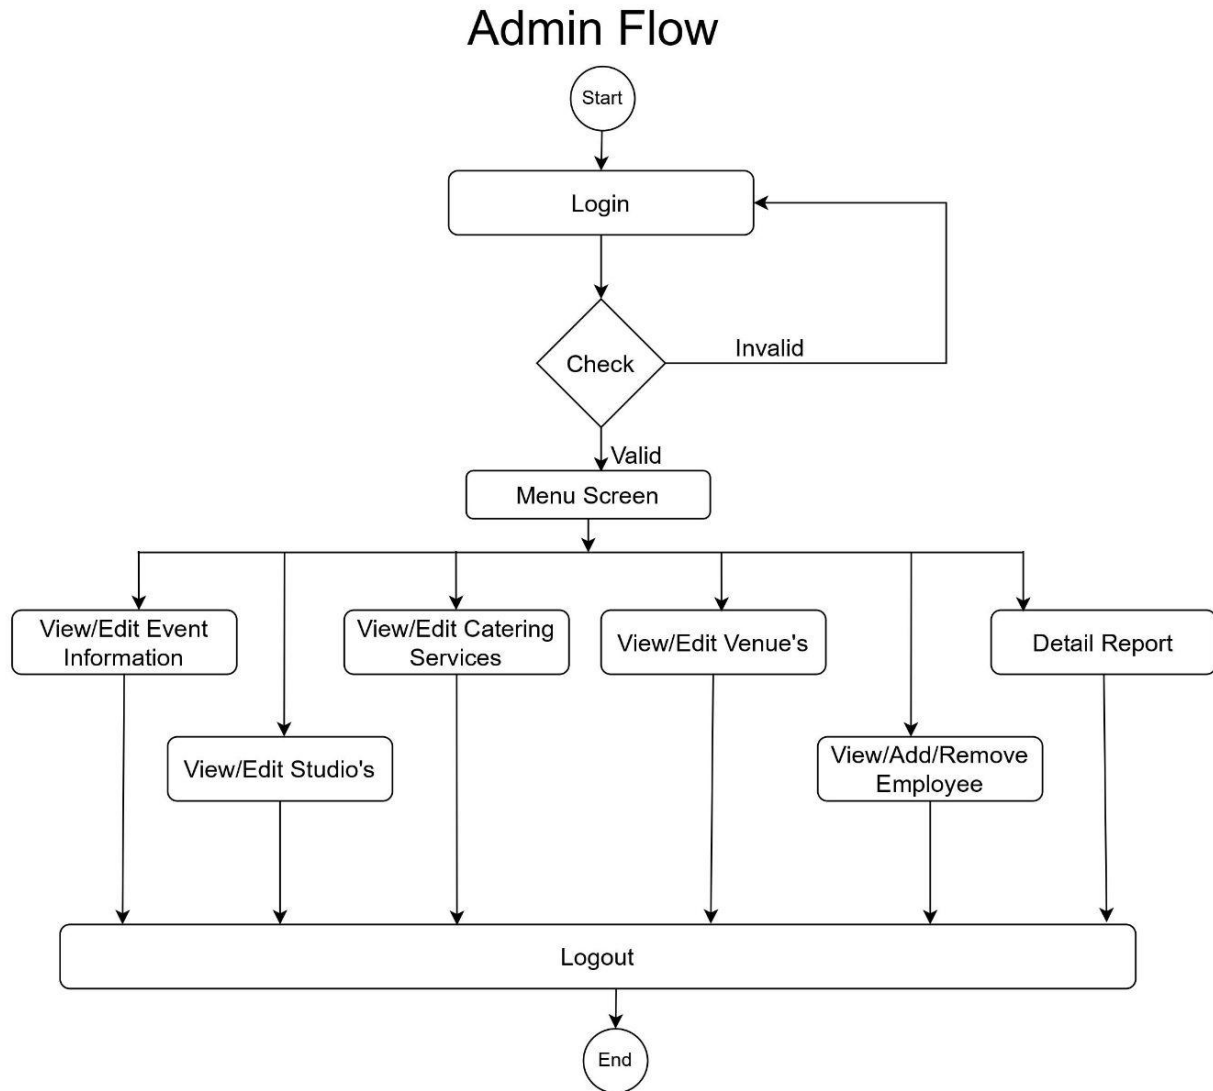 Admin Flow
Start
Login
Check
Invalid
Valid
Menu Screen
View/Edit Event
Information
View/Edit Catering
Services
View/Edit Venue's
Detail Report
View/Edit Studio's
View/Add/Remove
Employee
Logout
End